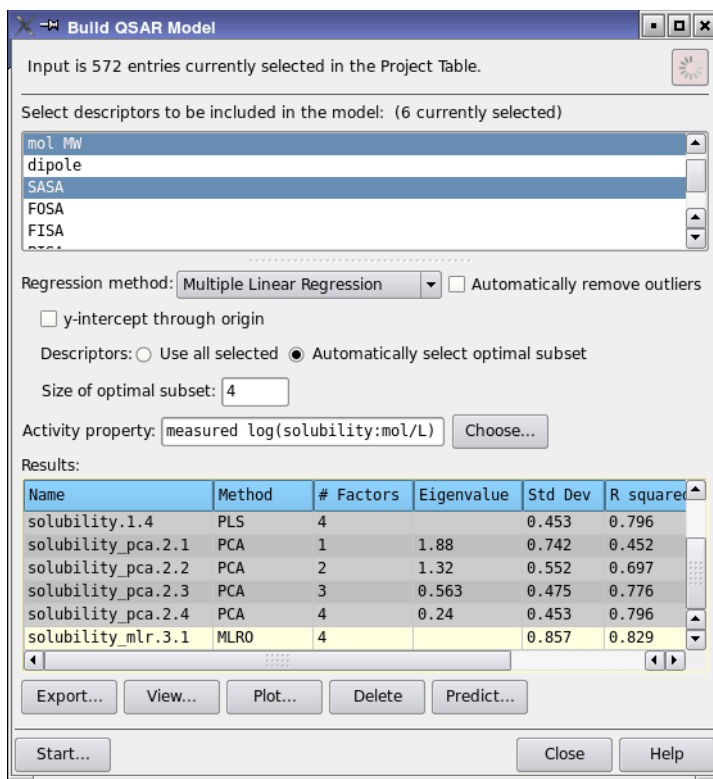 Build QSAR Model
Input is 572 entries currently selected in the Project Table.
Select descriptors to be included in the model: (6 currently selected)
mol MW
dipole
SASA
FOSA
FISA
Regression method: Multiple Linear Regression Automatically remove outliers
y-intercept through origin
Descriptors: Use all selected Automatically select optimal subset
Size of optimal subset: 4
Activity property: measured log(solubility:mol/L) Choose...
Results:
Name Method # Factors Eigenvalue Std Dev R squared
solubility.1.4 PLS 4 0.453 0.796
solubility_pca.2.1 PCA 1 1.88 0.742 0.452
solubility_pca.2.2 PCA 2 1.32 0.552 0.697
solubility_pca.2.3 PCA 3 0.563 0.475 0.776
solubility_pca.2.4 PCA 4 0.24 0.453 0.796
solubility_mlr.3.1 MLRO 4 0.857 0.829
Export... View... Plot... Delete Predict...
Start... Close Help